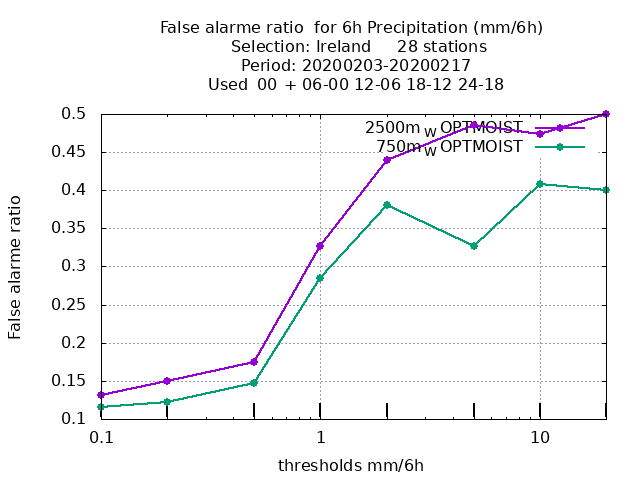 False alarme ratio  for 6h Precipitation (mm/6h)
Selection: Ireland     28 stations
Period: 20200203-20200217
Used  00  + 06-00 12-06 18-12 24-18
2500m_W OPTMOIST
750m_W OPTMOIST
0.5
0.45
0.4
0.35
0.3
0.25
0.2
0.15
0.1
False alarme ratio
0.1
1
10
thresholds mm/6h